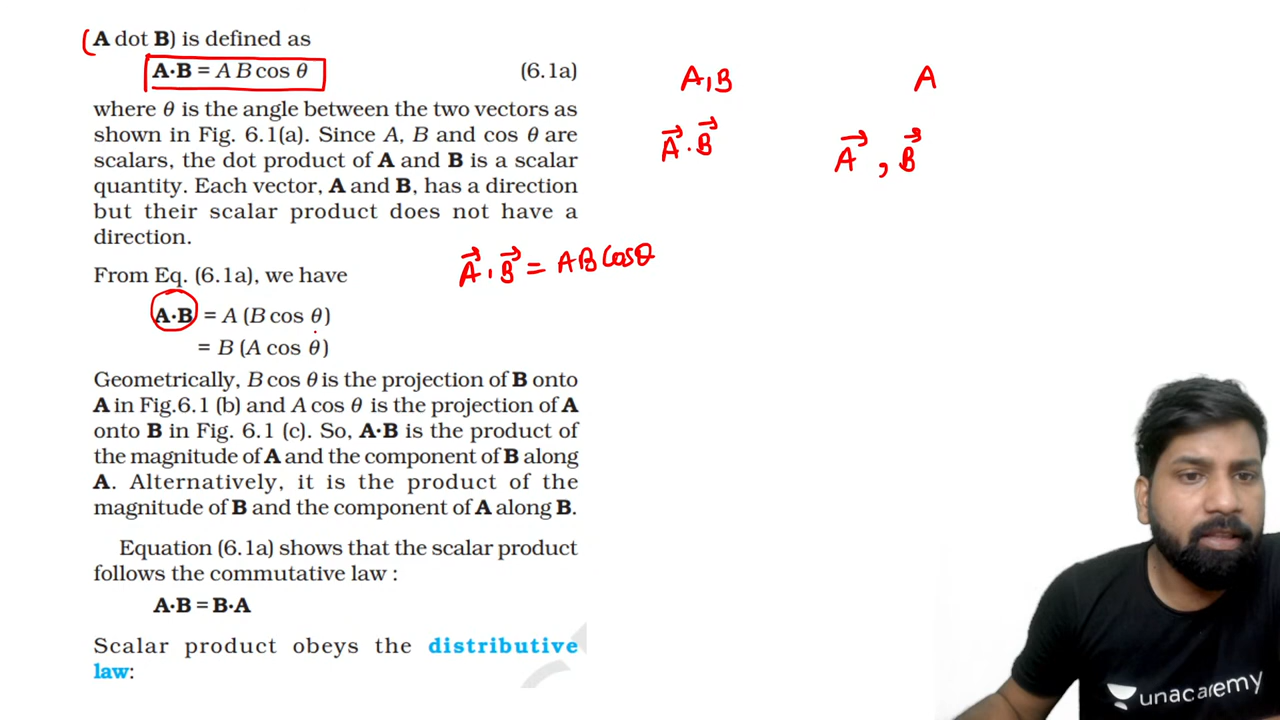 (A dot B) is defined as
A·B = A B cos θ (6.1a)
where θ is the angle between the two vectors as
shown in Fig. 6.1(a). Since A, B and cos θ are
scalars, the dot product of A and B is a scalar
quantity. Each vector, A and B, has a direction
but their scalar product does not have a
direction.
From Eq. (6.1a), we have
A·B = A (B cos θ)
= B (A cos θ)
Geometrically, B cos θ is the projection of B onto
A in Fig.6.1 (b) and A cos θ is the projection of A
onto B in Fig. 6.1 (c). So, A·B is the product of
the magnitude of A and the component of B along
A. Alternatively, it is the product of the
magnitude of B and the component of A along B.
Equation (6.1a) shows that the scalar product
follows the commutative law :
A·B = B·A
Scalar product obeys the distributive
law:
A, B
A⃗ · B⃗
A
A⃗ , B⃗
A⃗ · B⃗ = AB cosθ
unacademy